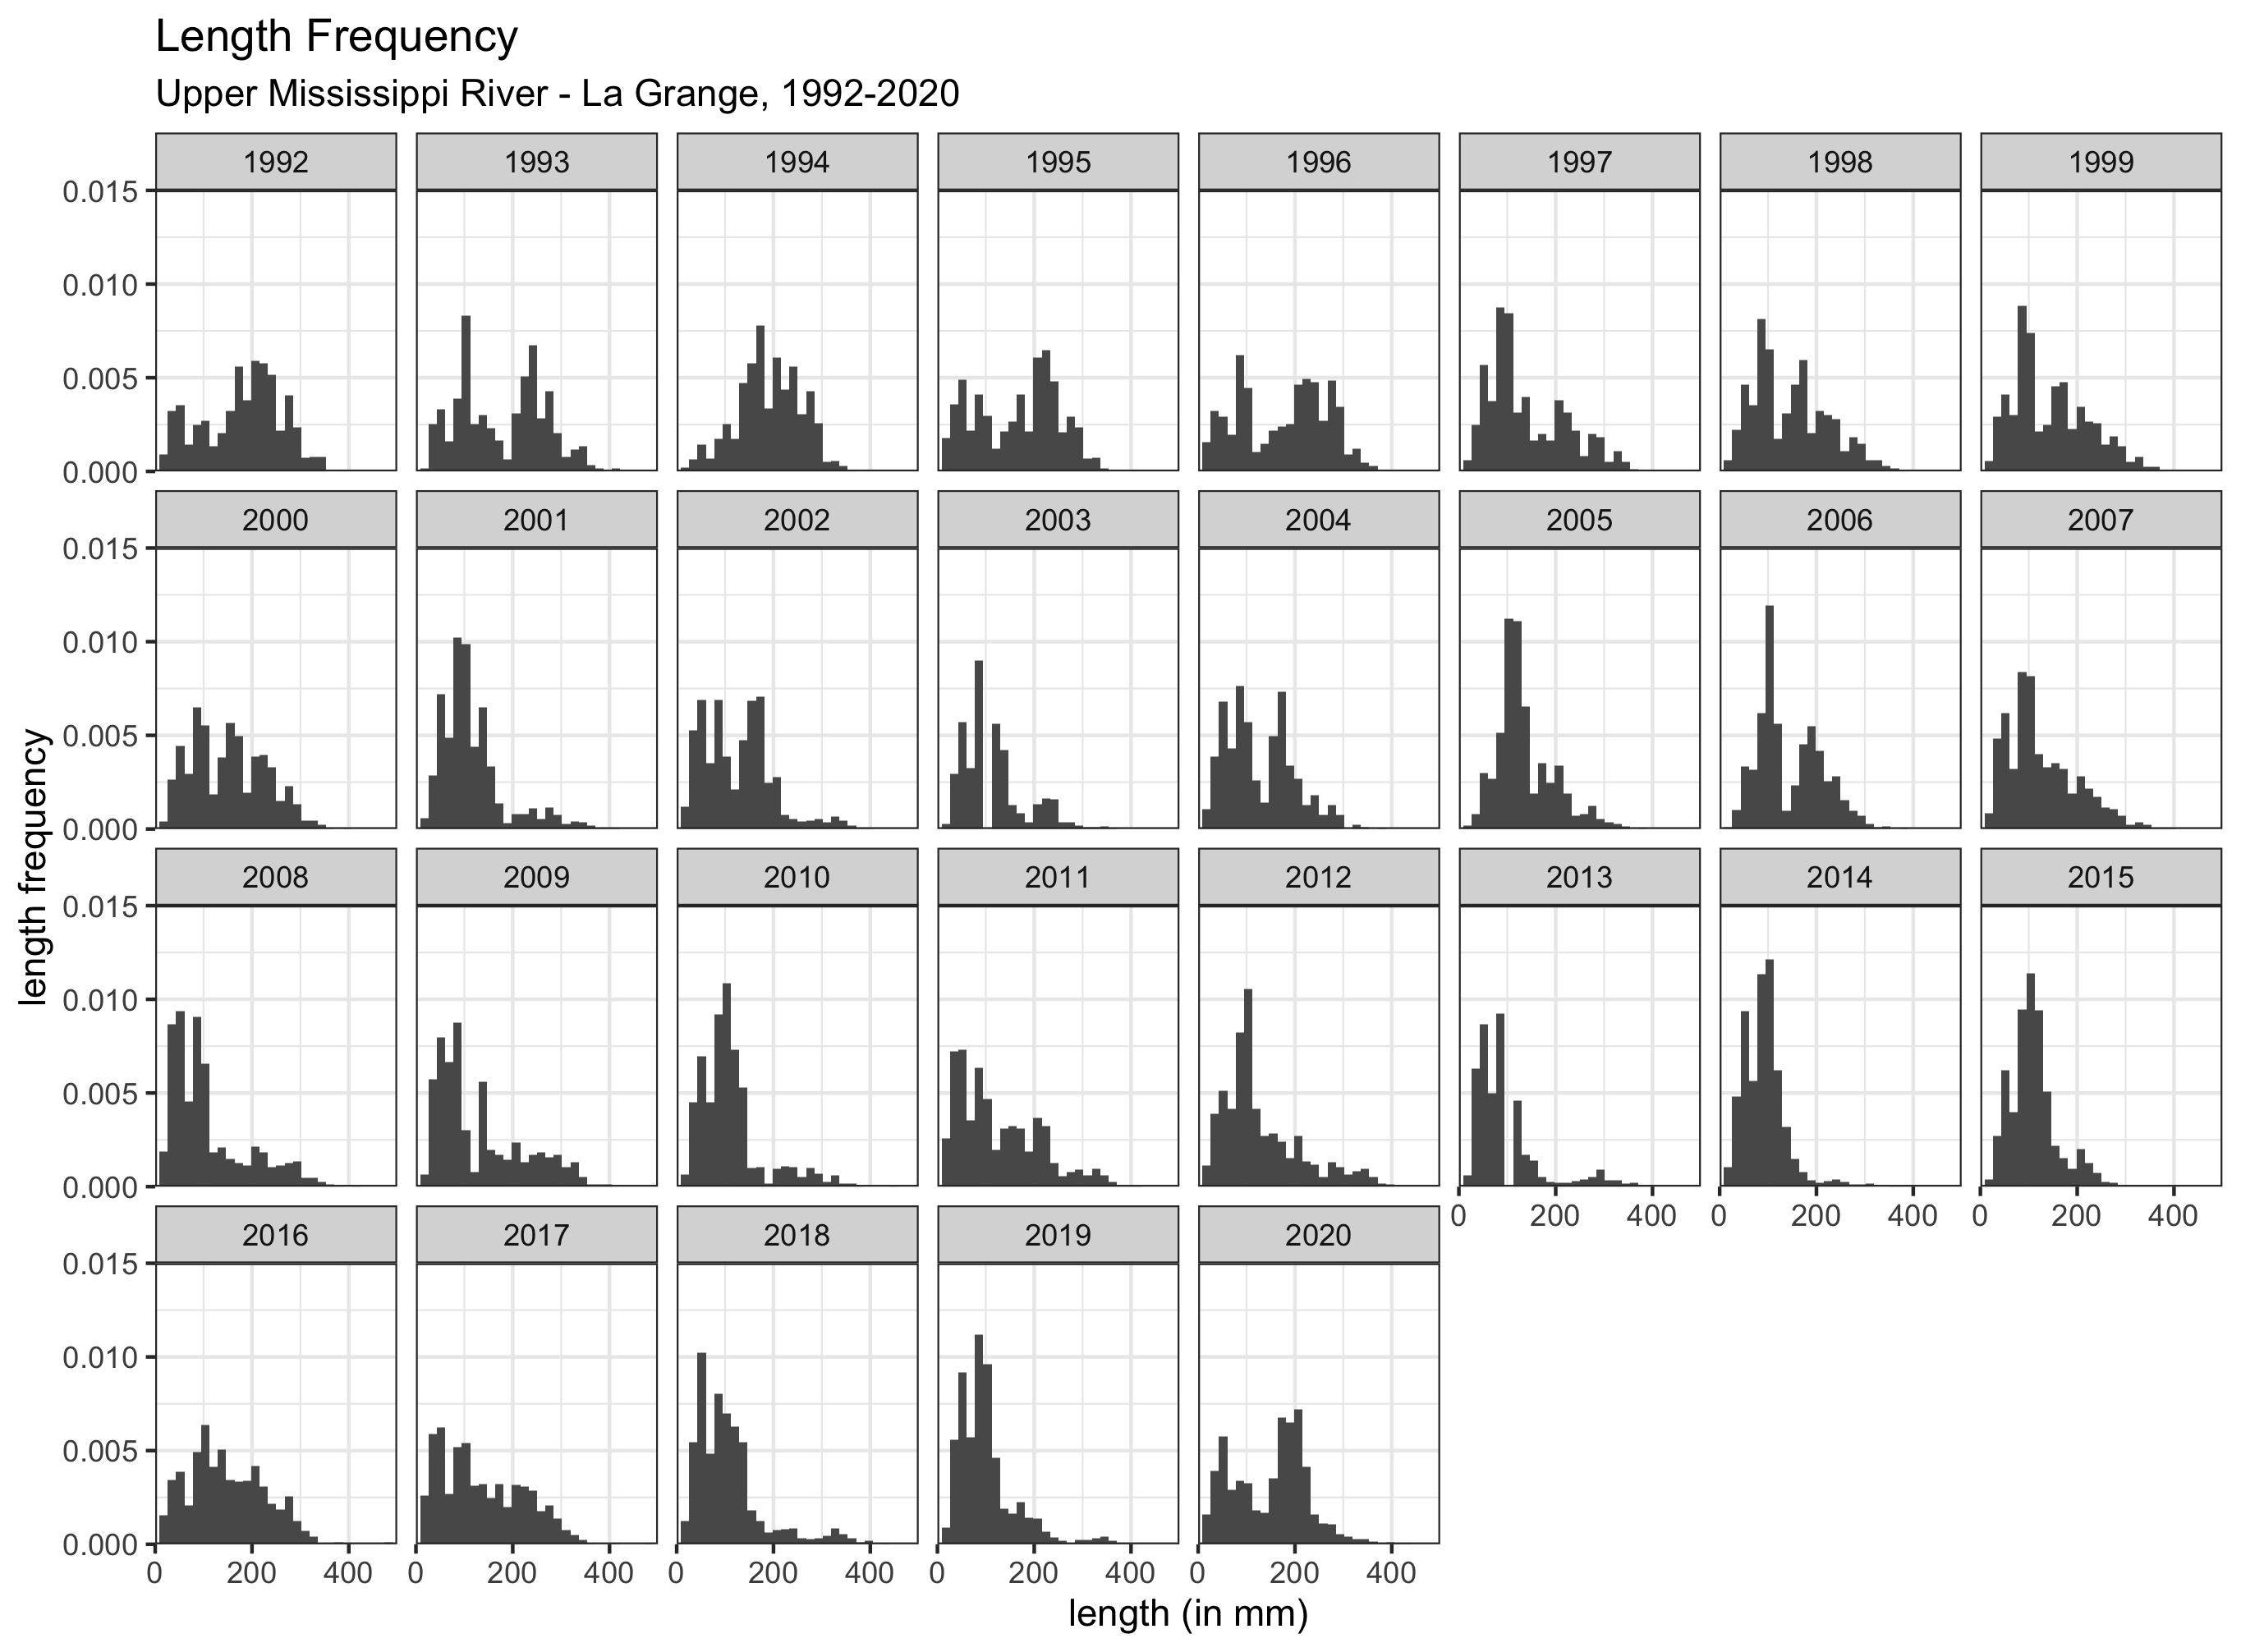 Length Frequency
Upper Mississippi River - La Grange, 1992-2020
1992 1993 1994 1995 1996 1997 1998 1999
0.015
0.010
0.005
0.000
2000 2001 2002 2003 2004 2005 2006 2007
0.015
0.010
0.005
0.000
length frequency
2008 2009 2010 2011 2012 2013 2014 2015
0.015
0.010
0.005
0.000
0 200 400 0 200 400 0 200 400
2016 2017 2018 2019 2020
0.015
0.010
0.005
0.000
0 200 400 0 200 400 0 200 400 0 200 400 0 200 400
length (in mm)